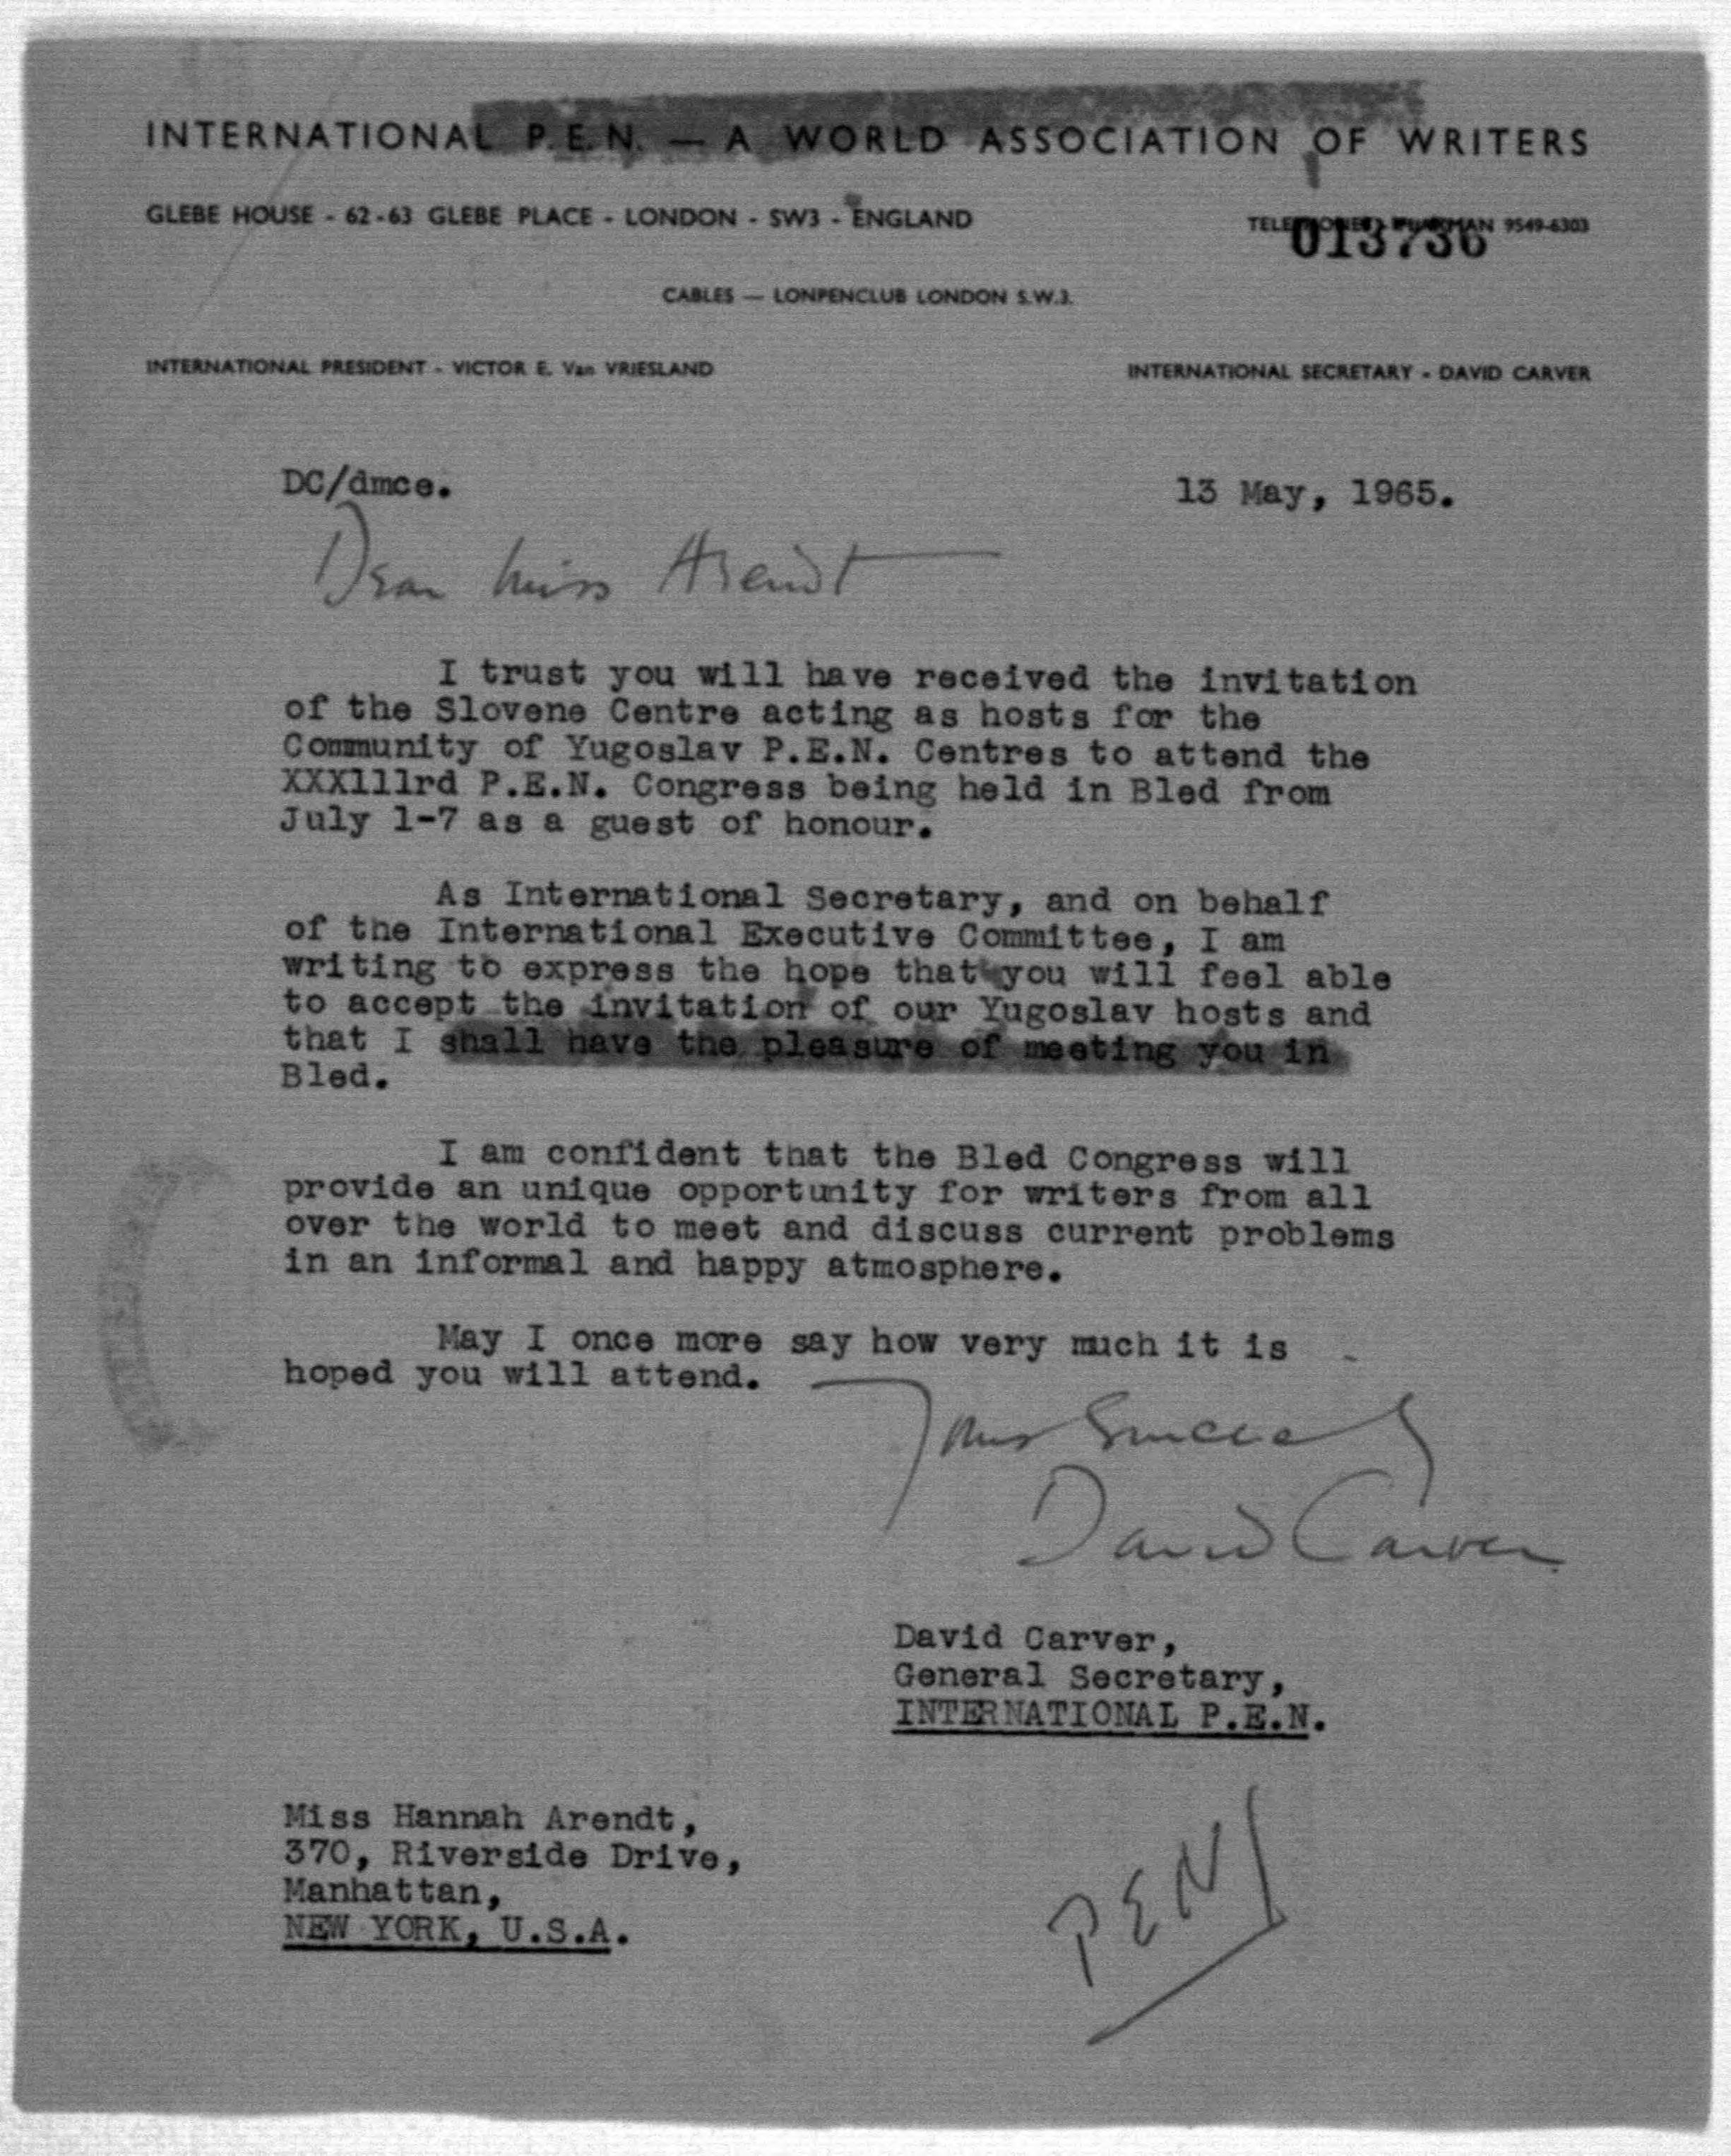 INTERNATIONAL P.E.N. — A WORLD ASSOCIATION OF WRITERS
GLEBE HOUSE - 62-63 GLEBE PLACE - LONDON - SW3 - ENGLAND
TELEPHONES 9549-6303
013736
CABLES — LONPENCLUB LONDON S.W.3.
INTERNATIONAL PRESIDENT - VICTOR E. Van VRIESLAND
INTERNATIONAL SECRETARY - DAVID CARVER
DC/dmce.
13 May, 1965.
Dear Miss Arendt
I trust you will have received the invitation
of the Slovene Centre acting as hosts for the
Community of Yugoslav P.E.N. Centres to attend the
XXXlllrd P.E.N. Congress being held in Bled from
July 1-7 as a guest of honour.
As International Secretary, and on behalf
of the International Executive Committee, I am
writing to express the hope that you will feel able
to accept the invitation of our Yugoslav hosts and
that I shall have the pleasure of meeting you in
Bled.
I am confident that the Bled Congress will
provide an unique opportunity for writers from all
over the world to meet and discuss current problems
in an informal and happy atmosphere.
May I once more say how very much it is
hoped you will attend.
Yours Sincerely
David Carver
David Carver,
General Secretary,
INTERNATIONAL P.E.N.
Miss Hannah Arendt,
370, Riverside Drive,
Manhattan,
NEW YORK, U.S.A.
PEN